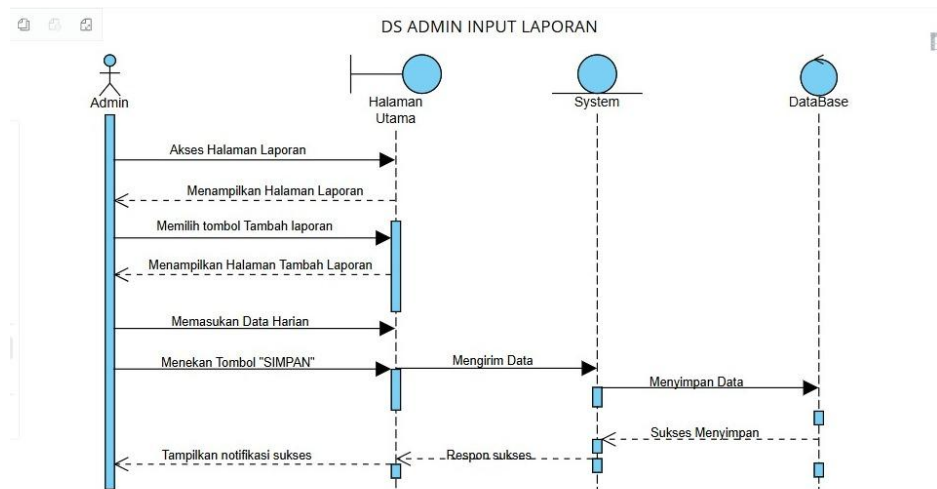 DS ADMIN INPUT LAPORAN
Admin
Halaman
Utama
System
DataBase
Akses Halaman Laporan
Menampilkan Halaman Laporan
Memilih tombol Tambah laporan
Menampilkan Halaman Tambah Laporan
Memasukan Data Harian
Menekan Tombol "SIMPAN"
Mengirim Data
Menyimpan Data
Sukses Menyimpan
Tampilkan notifikasi sukses
Respon sukses